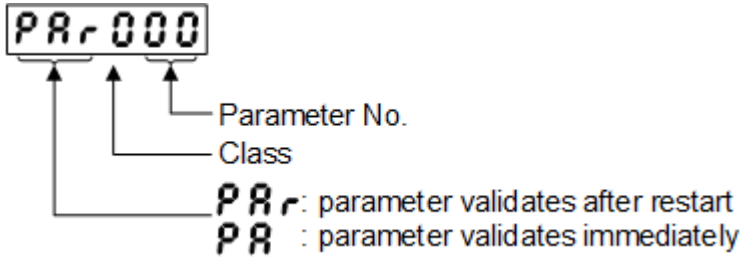 PAr000
Parameter No.
Class
PAr: parameter validates after restart
PA : parameter validates immediately